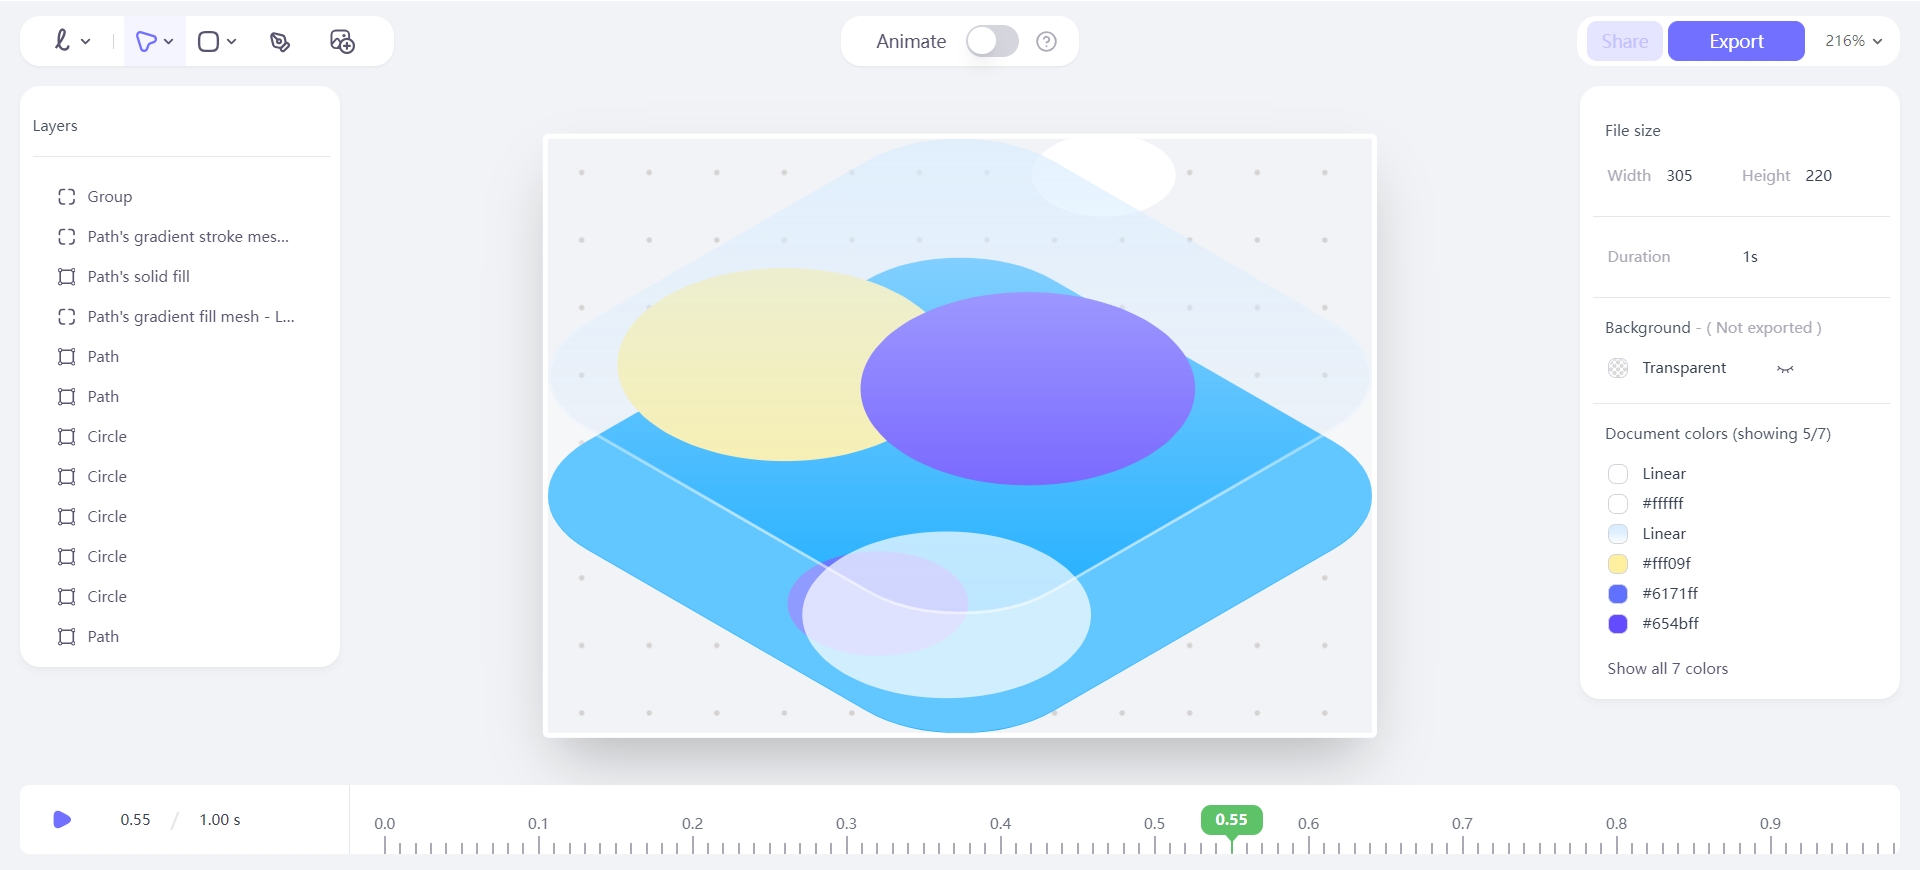 Animate
Share
Export
216%
Layers
Group
Path's gradient stroke mes...
Path's solid fill
Path's gradient fill mesh - L...
Path
Path
Circle
Circle
Circle
Circle
Circle
Path
File size
Width 305 Height 220
Duration 1s
Background - ( Not exported )
Transparent
Document colors (showing 5/7)
Linear
#ffffff
Linear
#fff09f
#6171ff
#654bff
Show all 7 colors
0.55 / 1.00 s
0.0 0.1 0.2 0.3 0.4 0.5 0.55 0.6 0.7 0.8 0.9